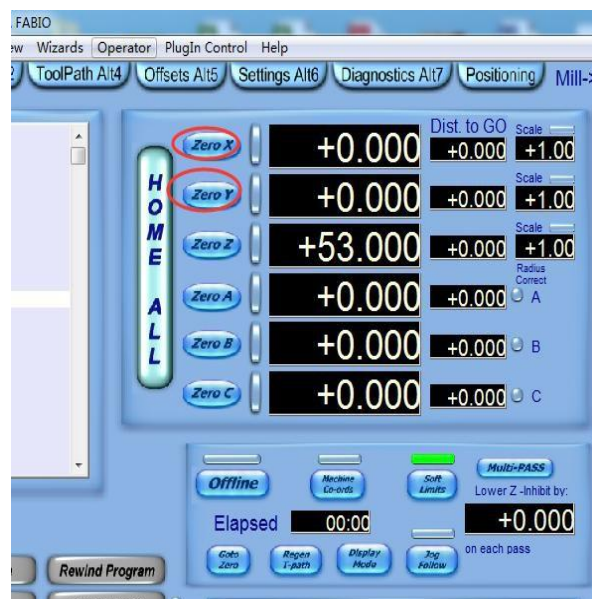 FABIO
Wizards Operator PlugIn Control Help
ToolPath Alt4 Offsets Alt5 Settings Alt6 Diagnostics Alt7 Positioning Mill->
HOME ALL
Zero X +0.000 Dist. to GO +0.000 Scale +1.00
Zero Y +0.000 +0.000 Scale +1.00
Zero Z +53.000 +0.000 Scale +1.00
Radius
Correct
Zero A +0.000 +0.000 A
Zero B +0.000 +0.000 B
Zero C +0.000 +0.000 C
Offline Machine Co-ords Soft Limits Multi-PASS
Lower Z -Inhibit by:
Elapsed 00:00 +0.000
on each pass
Goto Zero Regen T-path Display Mode Jog Follow
Rewind Program